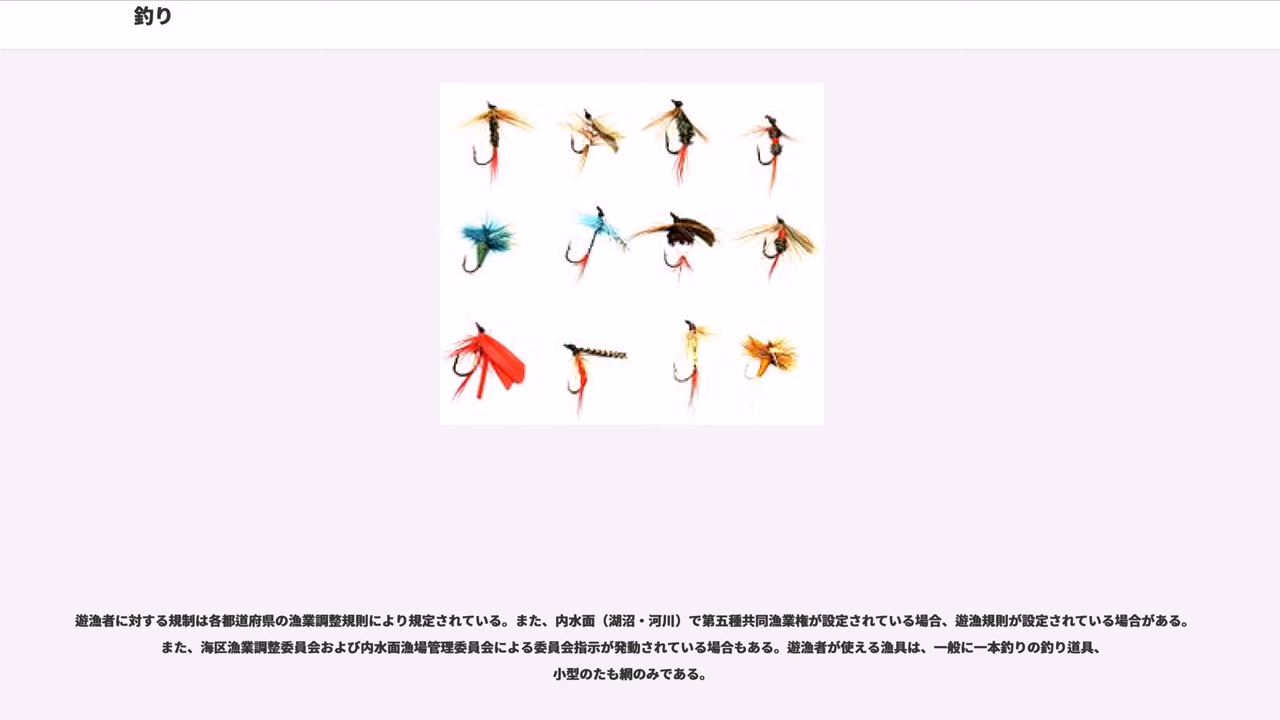 釣り
遊漁者に対する規制は各都道府県の漁業調整規則により規定されている。また、内水面（湖沼・河川）で第五種共同漁業権が設定されている場合、遊漁規則が設定されている場合がある。
また、海区漁業調整委員会および内水面漁場管理委員会による委員会指示が発動されている場合もある。遊漁者が使える漁具は、一般に一本釣りの釣り道具、
小型のたも網のみである。